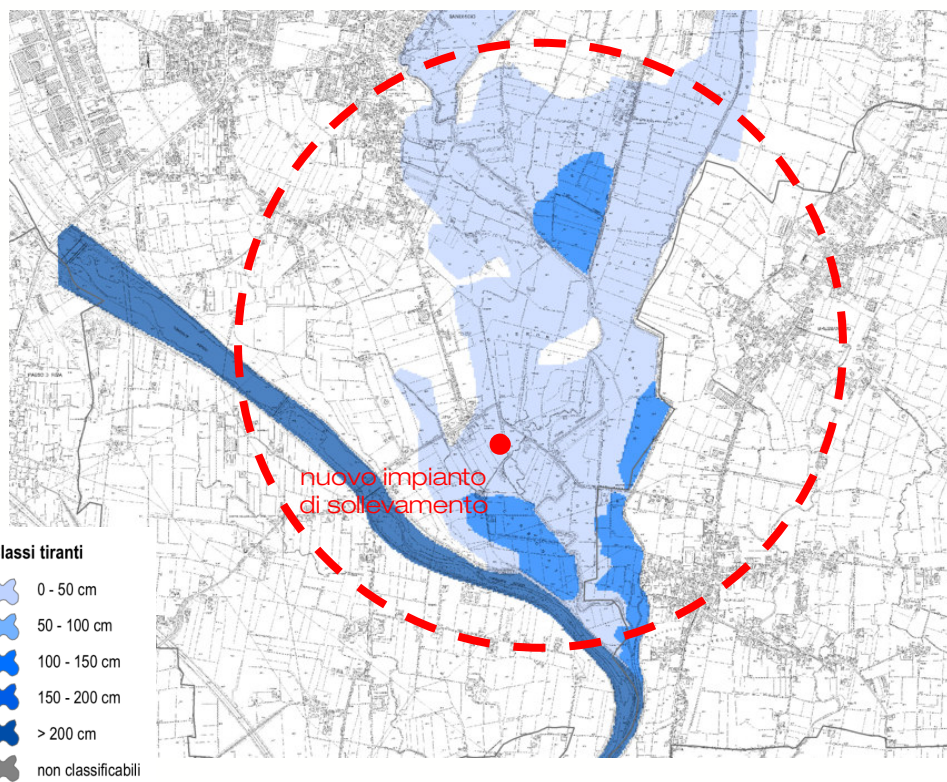 nuovo impianto
di sollevamento
lassi tiranti
0 - 50 cm
50 - 100 cm
100 - 150 cm
150 - 200 cm
> 200 cm
non classificabili